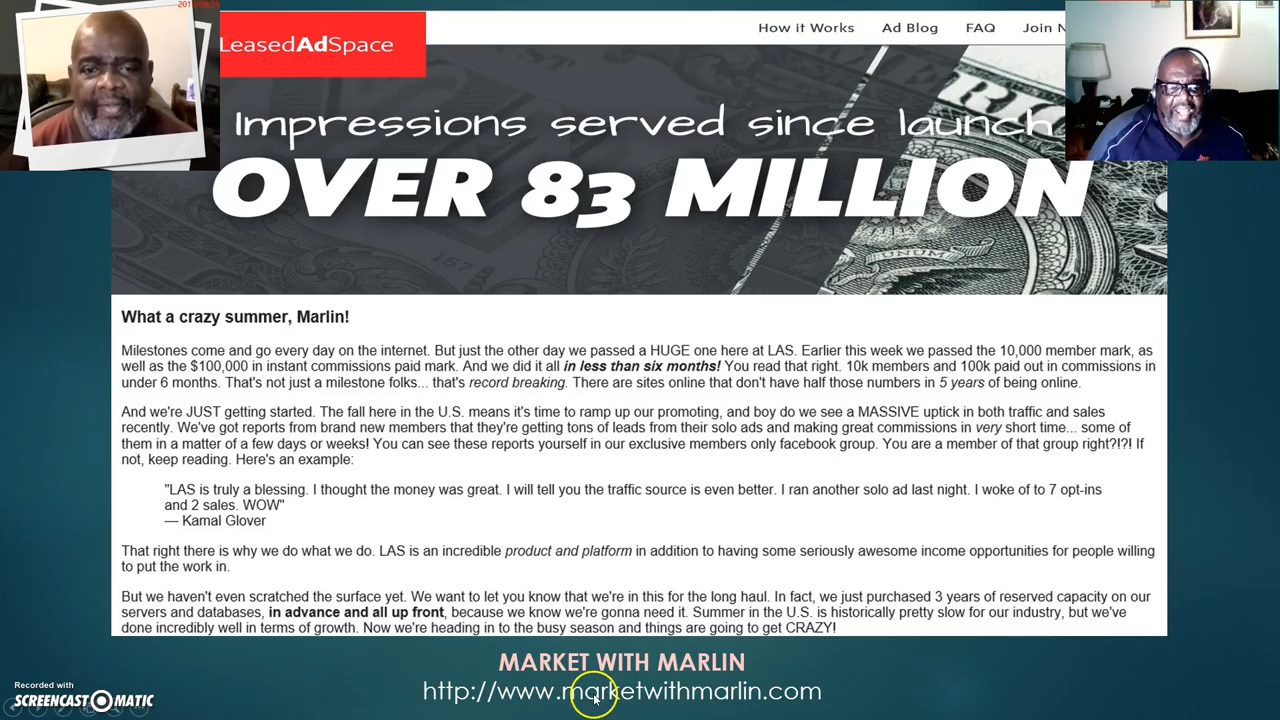 LeasedAdSpace
How it Works Ad Blog FAQ Join
Impressions served since launch
OVER 83 MILLION
What a crazy summer, Marlin!
Milestones come and go every day on the internet. But just the other day we passed a HUGE one here at LAS. Earlier this week we passed the 10,000 member mark, as
well as the $100,000 in instant commissions paid mark. And we did it all in less than six months! You read that right. 10k members and 100k paid out in commissions in
under 6 months. That's not just a milestone folks... that's record breaking. There are sites online that don't have half those numbers in 5 years of being online.
And we're JUST getting started. The fall here in the U.S. means it's time to ramp up our promoting, and boy do we see a MASSIVE uptick in both traffic and sales
recently. We've got reports from brand new members that they're getting tons of leads from their solo ads and making great commissions in very short time... some of
them in a matter of a few days or weeks! You can see these reports yourself in our exclusive members only facebook group. You are a member of that group right?!?! If
not, keep reading. Here's an example:
"LAS is truly a blessing. I thought the money was great. I will tell you the traffic source is even better. I ran another solo ad last night. I woke of to 7 opt-ins
and 2 sales. WOW"
— Kamal Glover
That right there is why we do what we do. LAS is an incredible product and platform in addition to having some seriously awesome income opportunities for people willing
to put the work in.
But we haven't even scratched the surface yet. We want to let you know that we're in this for the long haul. In fact, we just purchased 3 years of reserved capacity on our
servers and databases, in advance and all up front, because we know we're gonna need it. Summer in the U.S. is historically pretty slow for our industry, but we've
done incredibly well in terms of growth. Now we're heading in to the busy season and things are going to get CRAZY!
MARKET WITH MARLIN
http://www.marketwithmarlin.com
Recorded with
SCREENCAST-O-MATIC